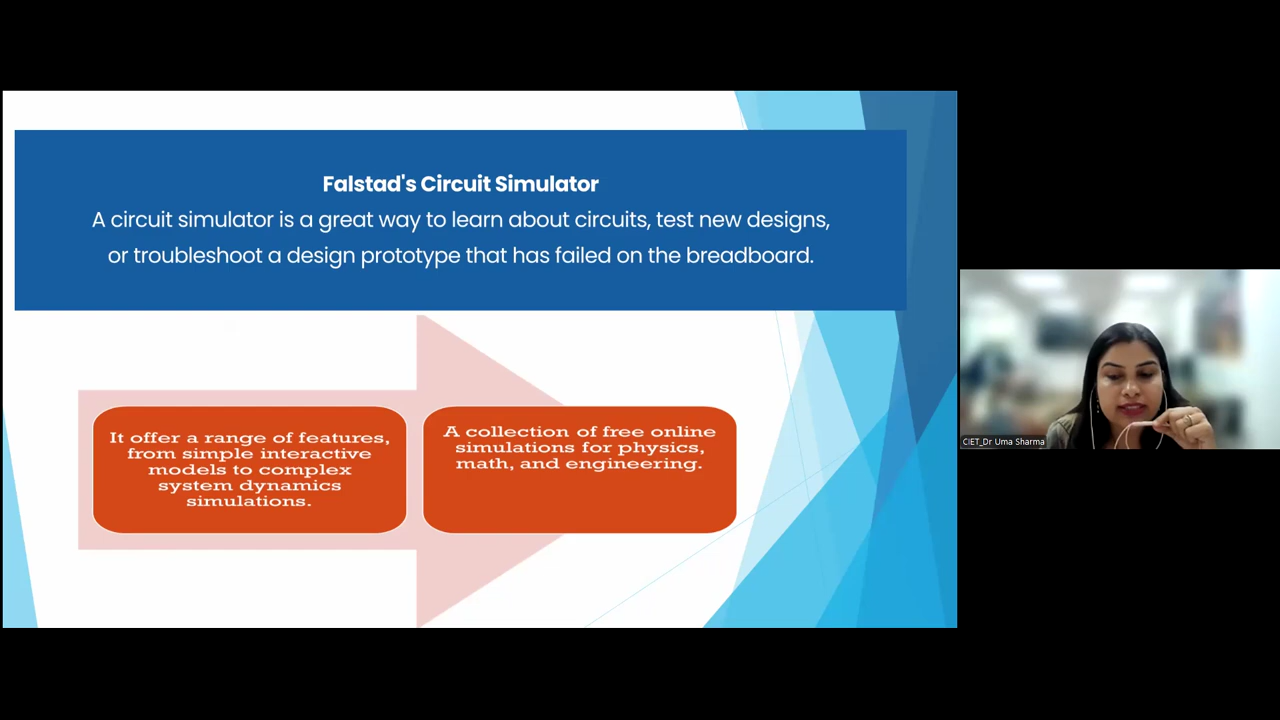 Falstad's Circuit Simulator
A circuit simulator is a great way to learn about circuits, test new designs,
or troubleshoot a design prototype that has failed on the breadboard.
It offer a range of features,
from simple interactive
models to complex
system dynamics
simulations.
A collection of free online
simulations for physics,
math, and engineering.
CIET_Dr Uma Sharma